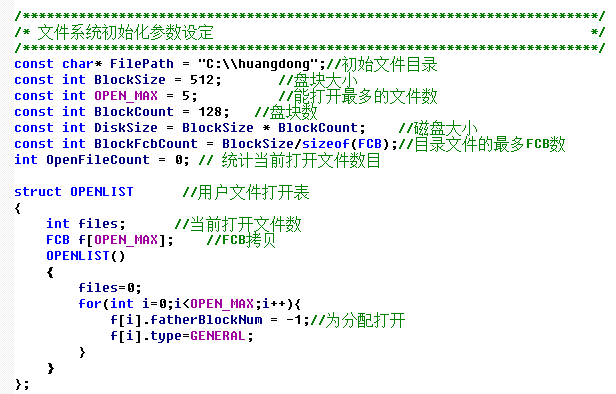 /************************************************************************/
/* 文件系统初始化参数设定 */
/************************************************************************/
const char* FilePath = "C:\\huangdong";//初始文件目录
const int BlockSize = 512; //盘块大小
const int OPEN_MAX = 5; //能打开最多的文件数
const int BlockCount = 128; //盘块数
const int DiskSize = BlockSize * BlockCount; //磁盘大小
const int BlockFcbCount = BlockSize/sizeof(FCB);//目录文件的最多FCB数
int OpenFileCount = 0; // 统计当前打开文件数目
struct OPENLIST //用户文件打开表
{
int files; //当前打开文件数
FCB f[OPEN_MAX]; //FCB拷贝
OPENLIST()
{
files=0;
for(int i=0;i<OPEN_MAX;i++){
f[i].fatherBlockNum = -1;//为分配打开
f[i].type=GENERAL;
}
}
};